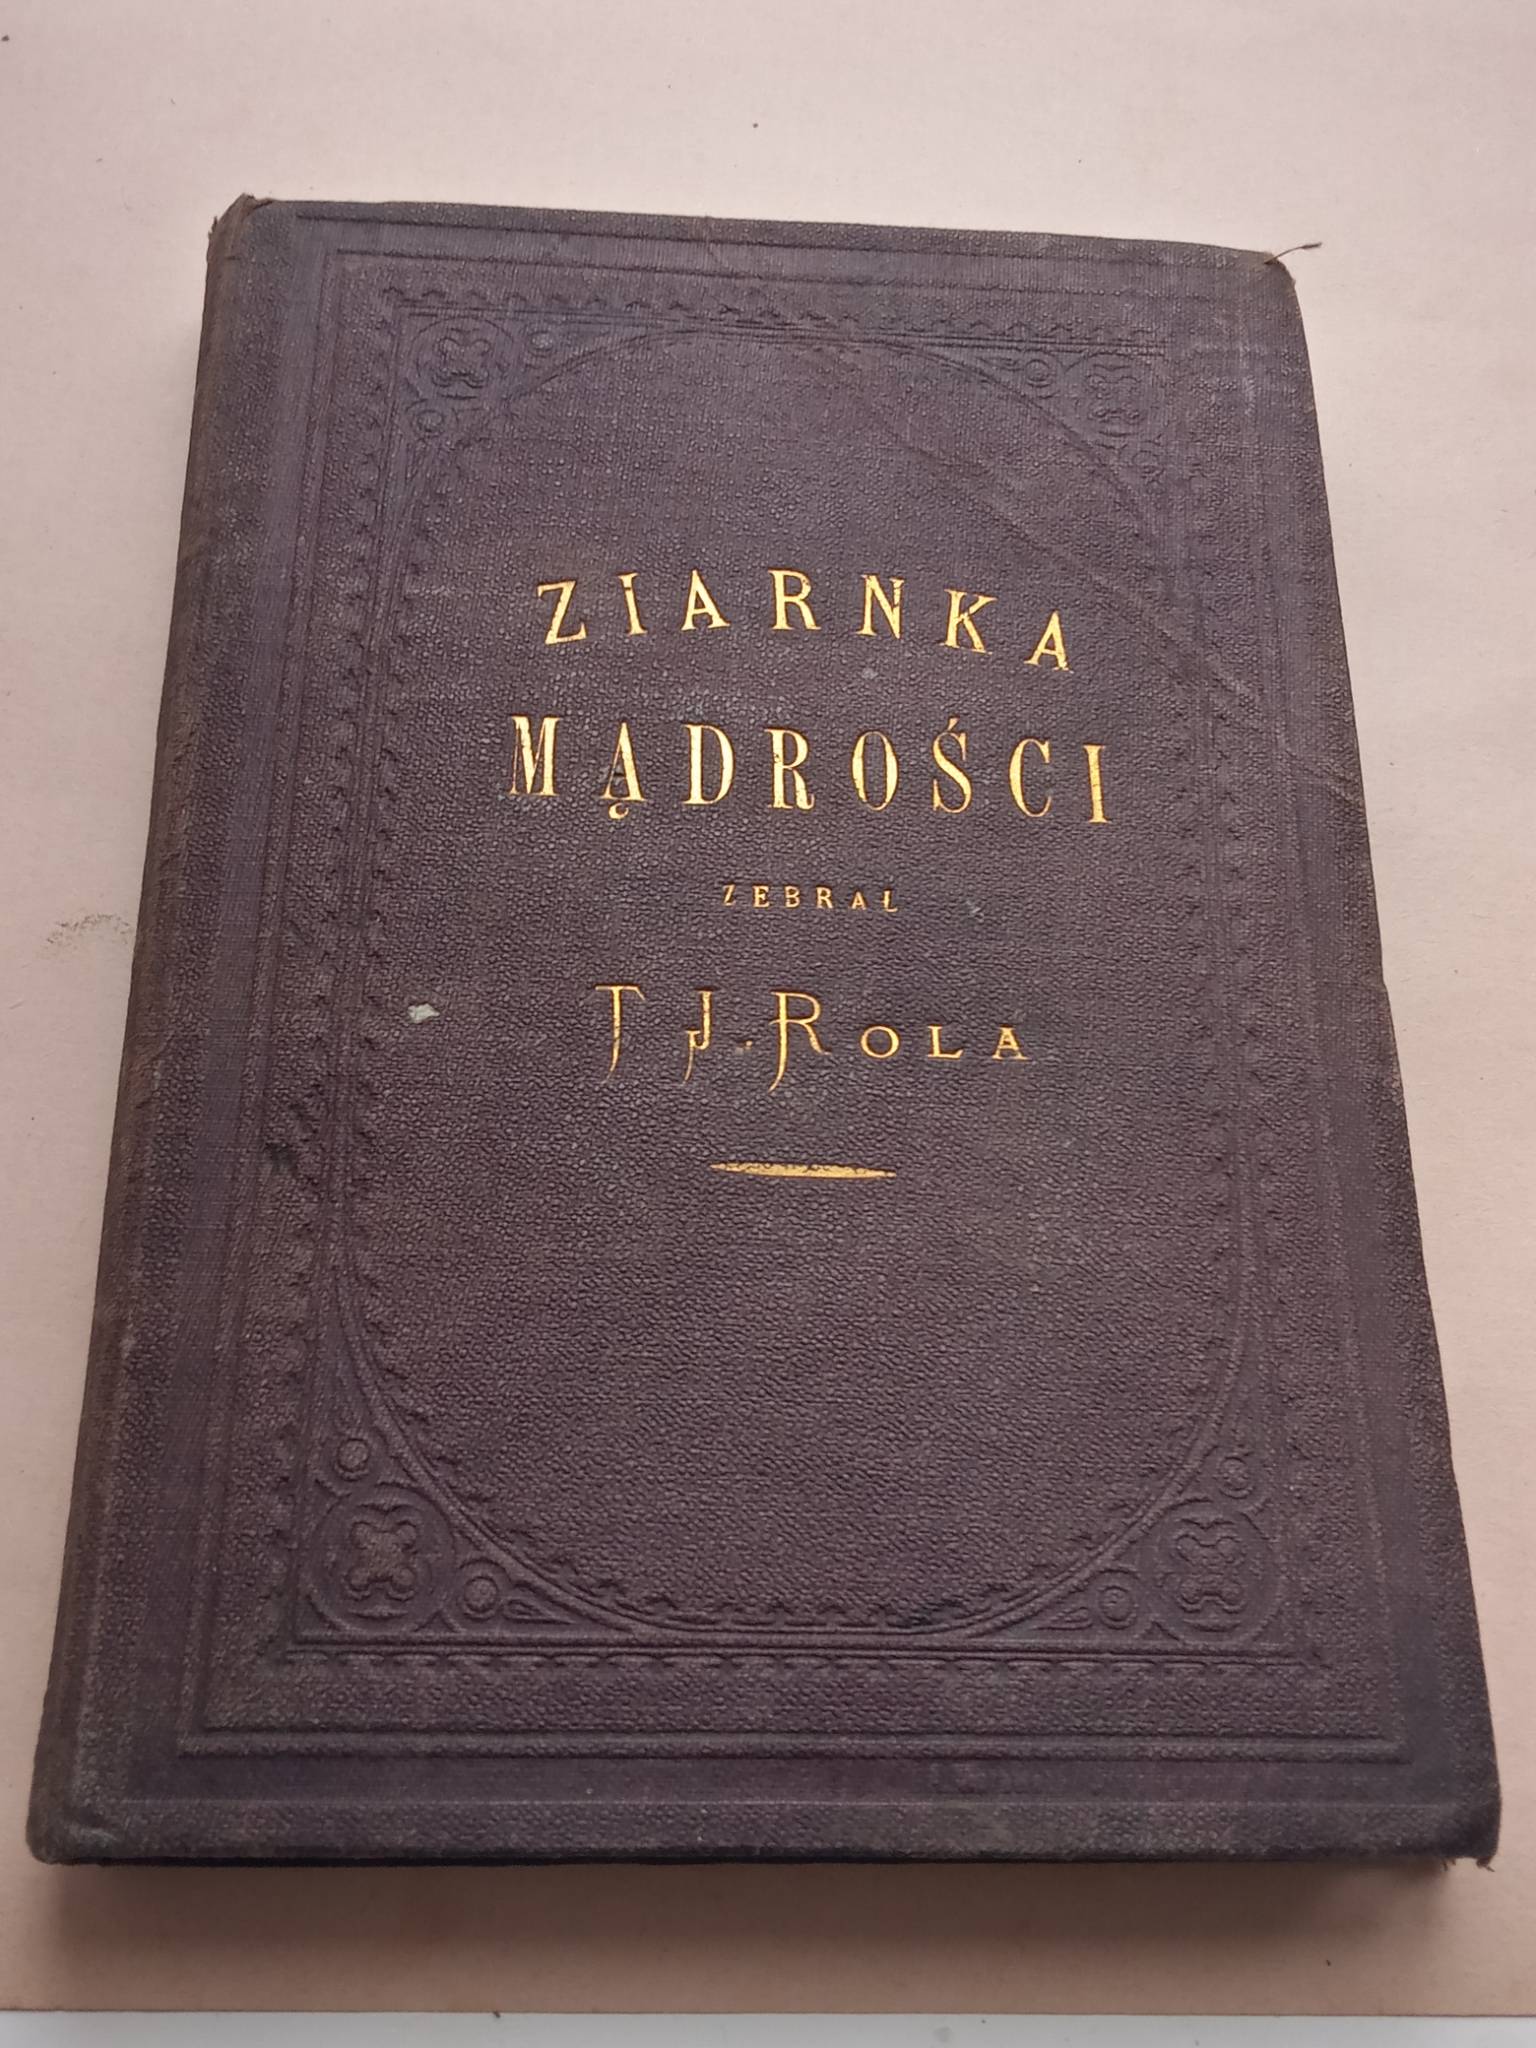 ZIARNKA
MĄDROŚCI
ZEBRAŁ
T J. ROLA